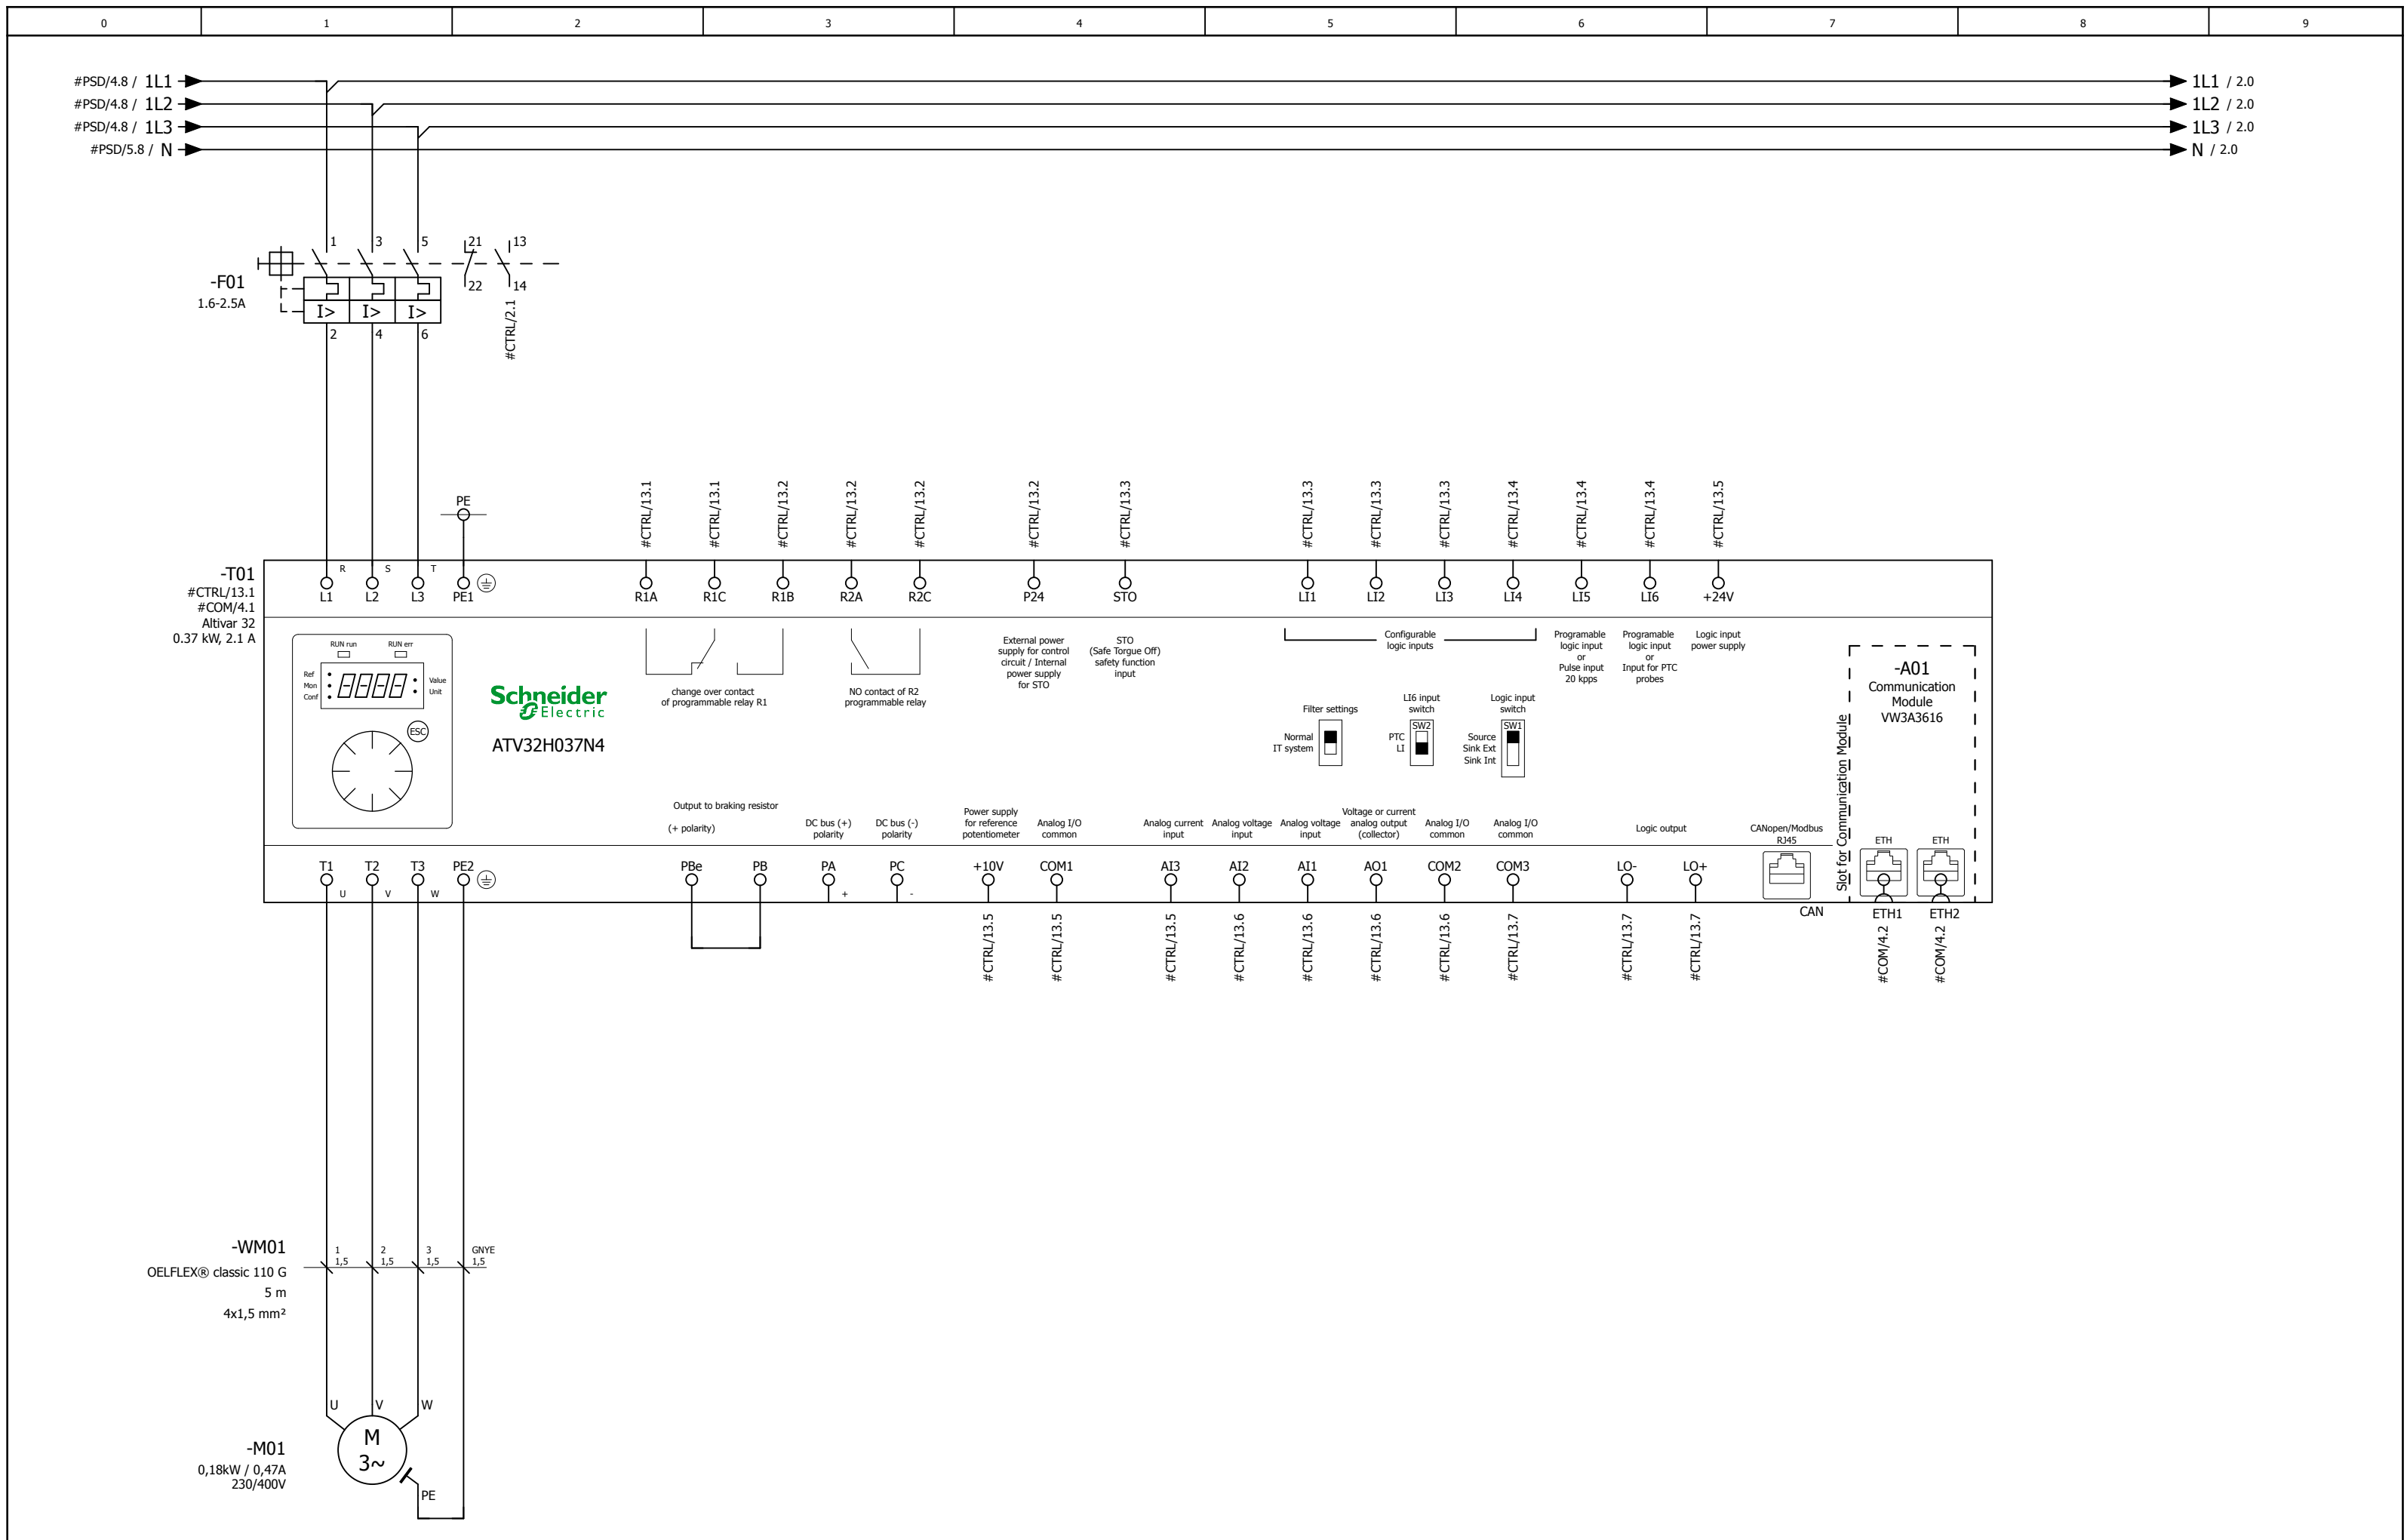 0 1 2 3 4 5 6 7 8 9
#PSD/4.8 / 1L1
1L1 / 2.0
#PSD/4.8 / 1L2
1L2 / 2.0
#PSD/4.8 / 1L3
1L3 / 2.0
#PSD/5.8 / N
N / 2.0
1 3 5 21 13
-F01
1.6-2.5A
22 14
I> I> I>
2 4 6
#CTRL/2.1
PE
#CTRL/13.1
#CTRL/13.1
#CTRL/13.2
#CTRL/13.2
#CTRL/13.2
#CTRL/13.2
#CTRL/13.3
#CTRL/13.3
#CTRL/13.3
#CTRL/13.3
#CTRL/13.4
#CTRL/13.4
#CTRL/13.4
#CTRL/13.5
-T01
#CTRL/13.1
#COM/4.1
Altivar 32
0.37 kW, 2.1 A
R S T
L1 L2 L3 PE1 R1A R1C R1B R2A R2C P24 STO LI1 LI2 LI3 LI4 LI5 LI6 +24V
RUN run RUN err
Ref
Mon
Conf
Value
Unit
ESC
Schneider
Electric
ATV32H037N4
change over contact
of programmable relay R1
NO contact of R2
programmable relay
External power
supply for control
circuit / Internal
power supply
for STO
STO
(Safe Torgue Off)
safety function
input
Configurable
logic inputs
Programable
logic input
or
Pulse input
20 kpps
Programable
logic input
or
Input for PTC
probes
Logic input
power supply
Filter settings
Normal
IT system
LI6 input
switch
SW2
PTC
LI
Logic input
switch
SW1
Source
Sink Ext
Sink Int
Slot for Communication Module
-A01
Communication
Module
VW3A3616
Output to braking resistor
(+ polarity)
DC bus (+)
polarity
DC bus (-)
polarity
Power supply
for reference
potentiometer
Analog I/O
common
Analog current
input
Analog voltage
input
Analog voltage
input
Voltage or current
analog output
(collector)
Analog I/O
common
Analog I/O
common
Logic output
CANopen/Modbus
RJ45
ETH ETH
T1 T2 T3 PE2 PBe PB PA PC +10V COM1 AI3 AI2 AI1 AO1 COM2 COM3 LO- LO+
U V W + -
CAN ETH1 ETH2
#CTRL/13.5
#CTRL/13.5
#CTRL/13.5
#CTRL/13.6
#CTRL/13.6
#CTRL/13.6
#CTRL/13.6
#CTRL/13.7
#CTRL/13.7
#CTRL/13.7
#COM/4.2
#COM/4.2
-WM01
OELFLEX® classic 110 G
5 m
4x1,5 mm²
1 2 3 GNYE
1,5 1,5 1,5 1,5
U V W
M
3~
-M01
0,18kW / 0,47A
230/400V
PE